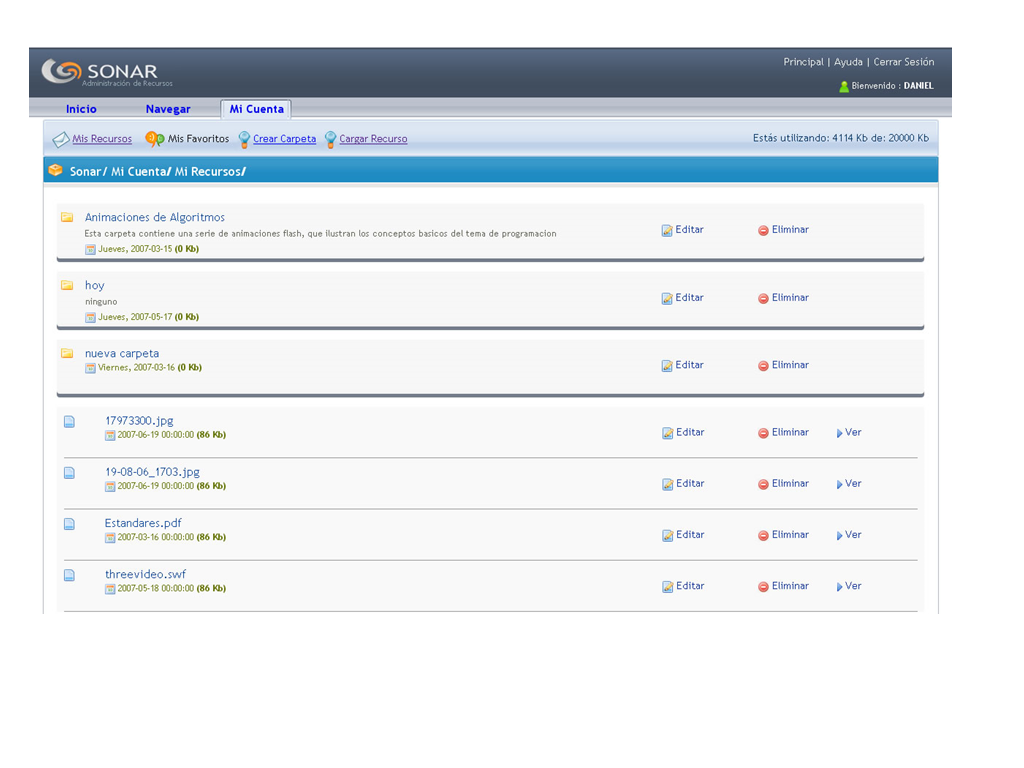 SONAR
Administración de Recursos
Principal | Ayuda | Cerrar Sesión
Bienvenido : DANIEL
Inicio Navegar Mi Cuenta
Mis Recursos Mis Favoritos Crear Carpeta Cargar Recurso Estás utilizando: 4114 Kb de: 20000 Kb
Sonar/ Mi Cuenta/ Mi Recursos/
Animaciones de Algoritmos
Esta carpeta contiene una serie de animaciones flash, que ilustran los conceptos basicos del tema de programacion
Jueves, 2007-03-15 (0 Kb)
Editar Eliminar
hoy
ninguno
Jueves, 2007-05-17 (0 Kb)
Editar Eliminar
nueva carpeta
Viernes, 2007-03-16 (0 Kb)
Editar Eliminar
17973300.jpg
2007-06-19 00:00:00 (86 Kb)
Editar Eliminar Ver
19-08-06_1703.jpg
2007-06-19 00:00:00 (86 Kb)
Editar Eliminar Ver
Estandares.pdf
2007-03-16 00:00:00 (86 Kb)
Editar Eliminar Ver
threevideo.swf
2007-05-18 00:00:00 (86 Kb)
Editar Eliminar Ver